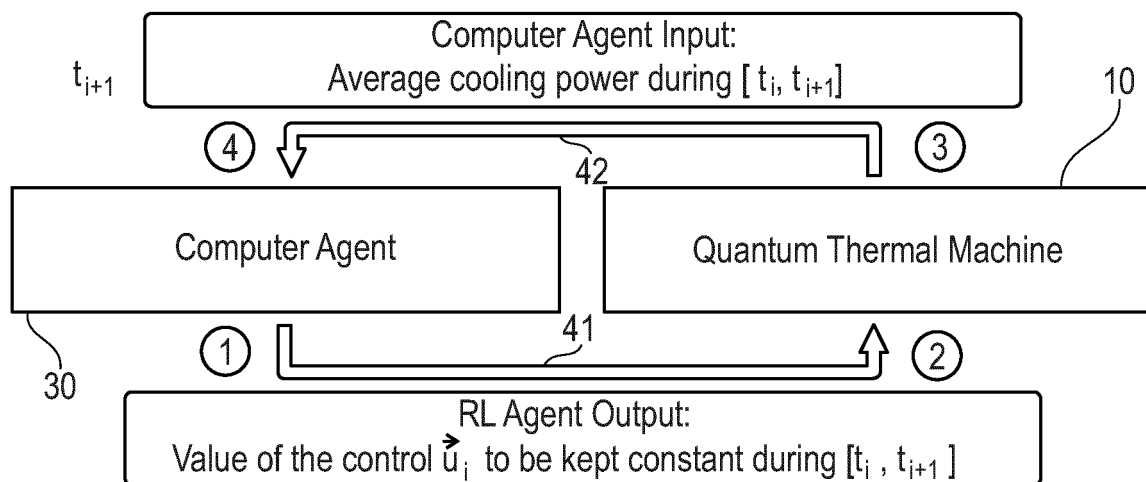 Computer Agent Input:
Average cooling power during [ t_i, t_{i+1}]
t_{i+1}
10
4
3
42
Computer Agent
Quantum Thermal Machine
41
1
2
30
RL Agent Output:
Value of the control u⃗_i to be kept constant during [t_i , t_{i+1} ]